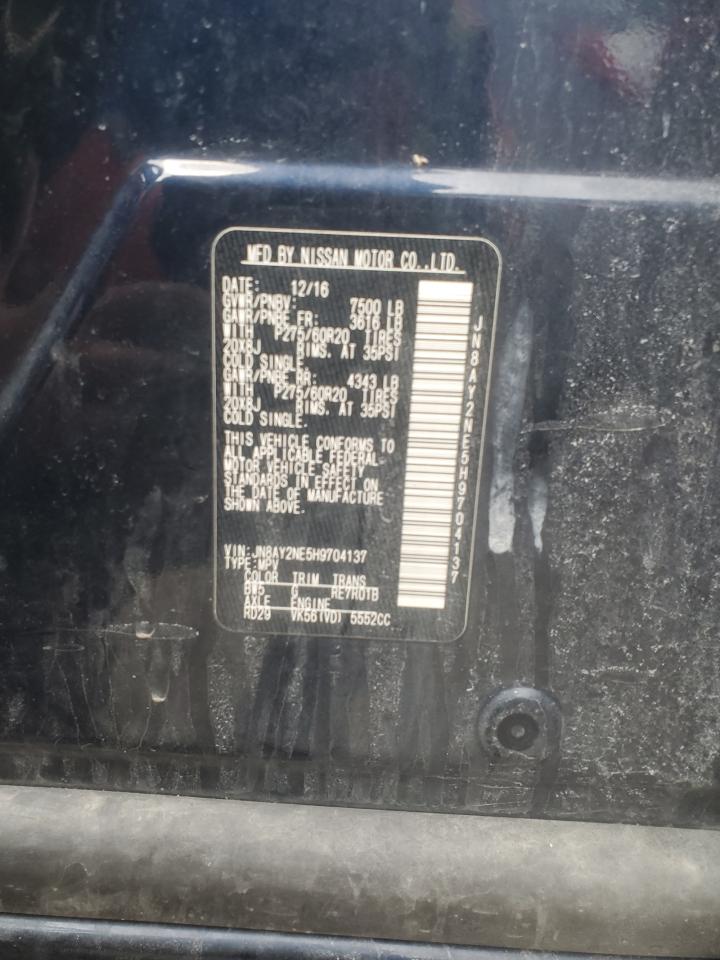 MFD BY NISSAN MOTOR CO.,LTD.
DATE: 12/16
GVWR/PNBV: 7500 LB
GAWR/PNBE FR: 3616 LB
WITH P275/60R20 TIRES
20X8J RIMS. AT 35PSI
COLD SINGLE.
GAWR/PNBE RR: 4343 LB
WITH P275/60R20 TIRES
20X8J RIMS. AT 35PSI
COLD SINGLE.
THIS VEHICLE CONFORMS TO
ALL APPLICABLE FEDERAL
MOTOR VEHICLE SAFETY
STANDARDS IN EFFECT ON
THE DATE OF MANUFACTURE
SHOWN ABOVE.
VIN:JN8AY2NE5H9704137
TYPE:MPV
COLOR TRIM TRANS
BW5 G RE7R01B
AXLE ENGINE
RD29 VK56(VD) 5552CC
JN8AY2NE5H9704137